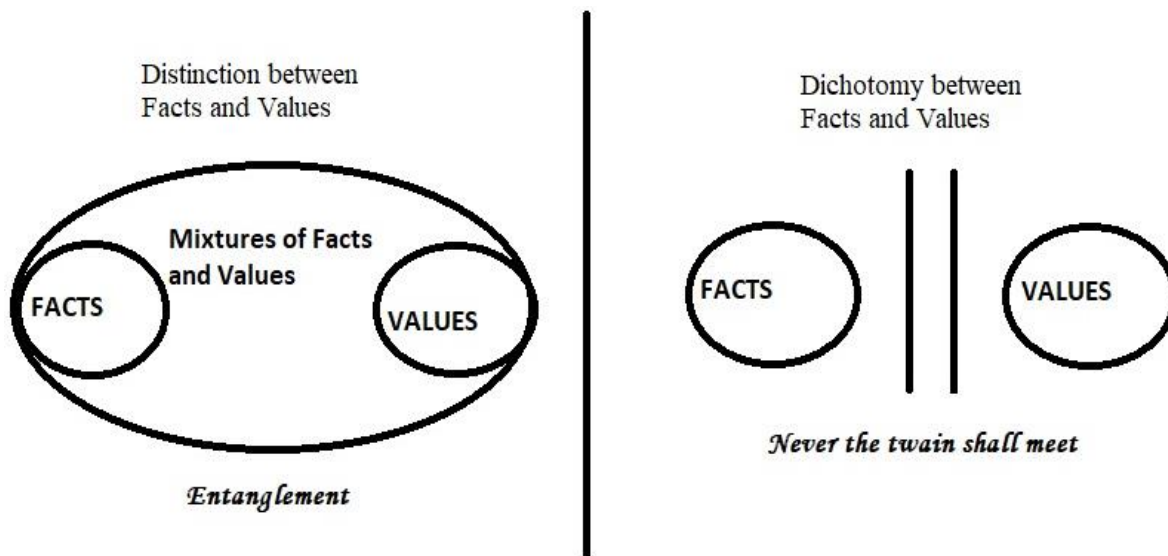 Distinction between
Facts and Values
Mixtures of Facts
and Values
FACTS
VALUES
Entanglement
Dichotomy between
Facts and Values
FACTS
VALUES
Never the twain shall meet